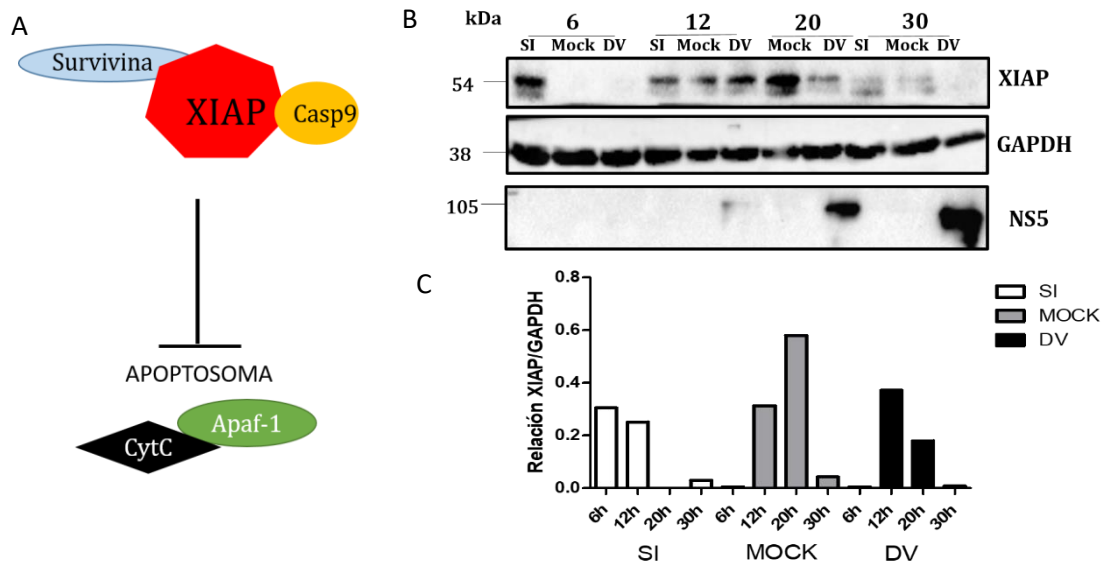 A
Survivina
XIAP
Casp9
APOPTOSOMA
Apaf-1
CytC
B
kDa
6 12 20 30
SI Mock DV SI Mock DV Mock DV SI Mock DV
54
XIAP
38
GAPDH
105
NS5
C
Relación XIAP/GAPDH
0.8
0.6
0.4
0.2
0.0
6h 12h 20h 30h 6h 12h 20h 30h 6h 12h 20h 30h
SI MOCK DV
SI
MOCK
DV